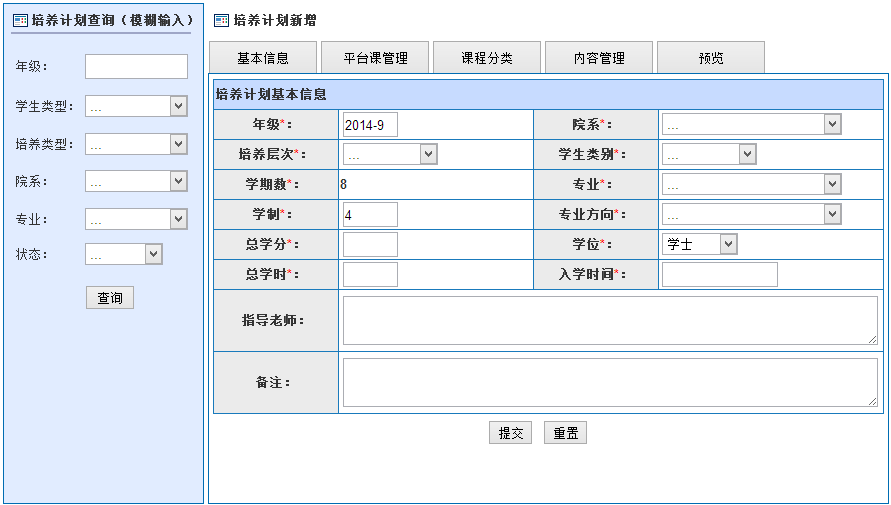 培养计划查询（模糊输入）
年级：
学生类型： ...
培养类型： ...
院系： ...
专业： ...
状态： ...
查询
培养计划新增
基本信息 平台课管理 课程分类 内容管理 预览
培养计划基本信息
年级*： 2014-9 院系*： ...
培养层次*： ... 学生类别*： ...
学期数*： 8 专业*： ...
学制*： 4 专业方向*： ...
总学分*： 学位*： 学士
总学时*： 入学时间*：
指导老师：
备注：
提交 重置